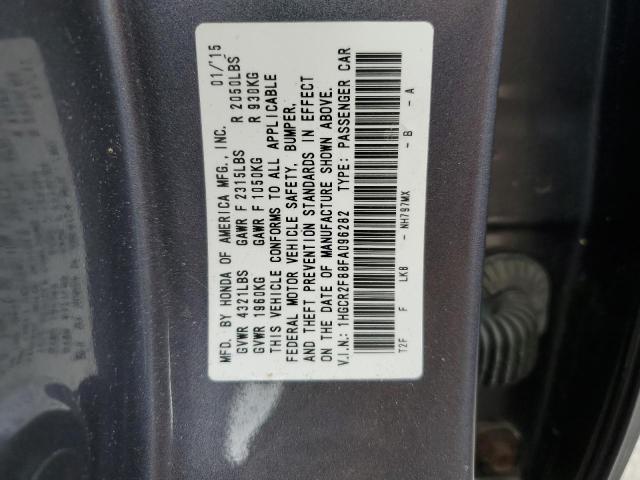 MFD. BY HONDA OF AMERICA MFG., INC. 01/'15
GVWR 4321LBS GAWR F 2315LBS R 2050LBS
GVWR 1960KG GAWR F 1050KG R 930KG
THIS VEHICLE CONFORMS TO ALL APPLICABLE
FEDERAL MOTOR VEHICLE SAFETY, BUMPER,
AND THEFT PREVENTION STANDARDS IN EFFECT
ON THE DATE OF MANUFACTURE SHOWN ABOVE.
V.I.N.: 1HGCR2F88FA096282 TYPE: PASSENGER CAR
T2F F LK8 - NH797MX - B - A